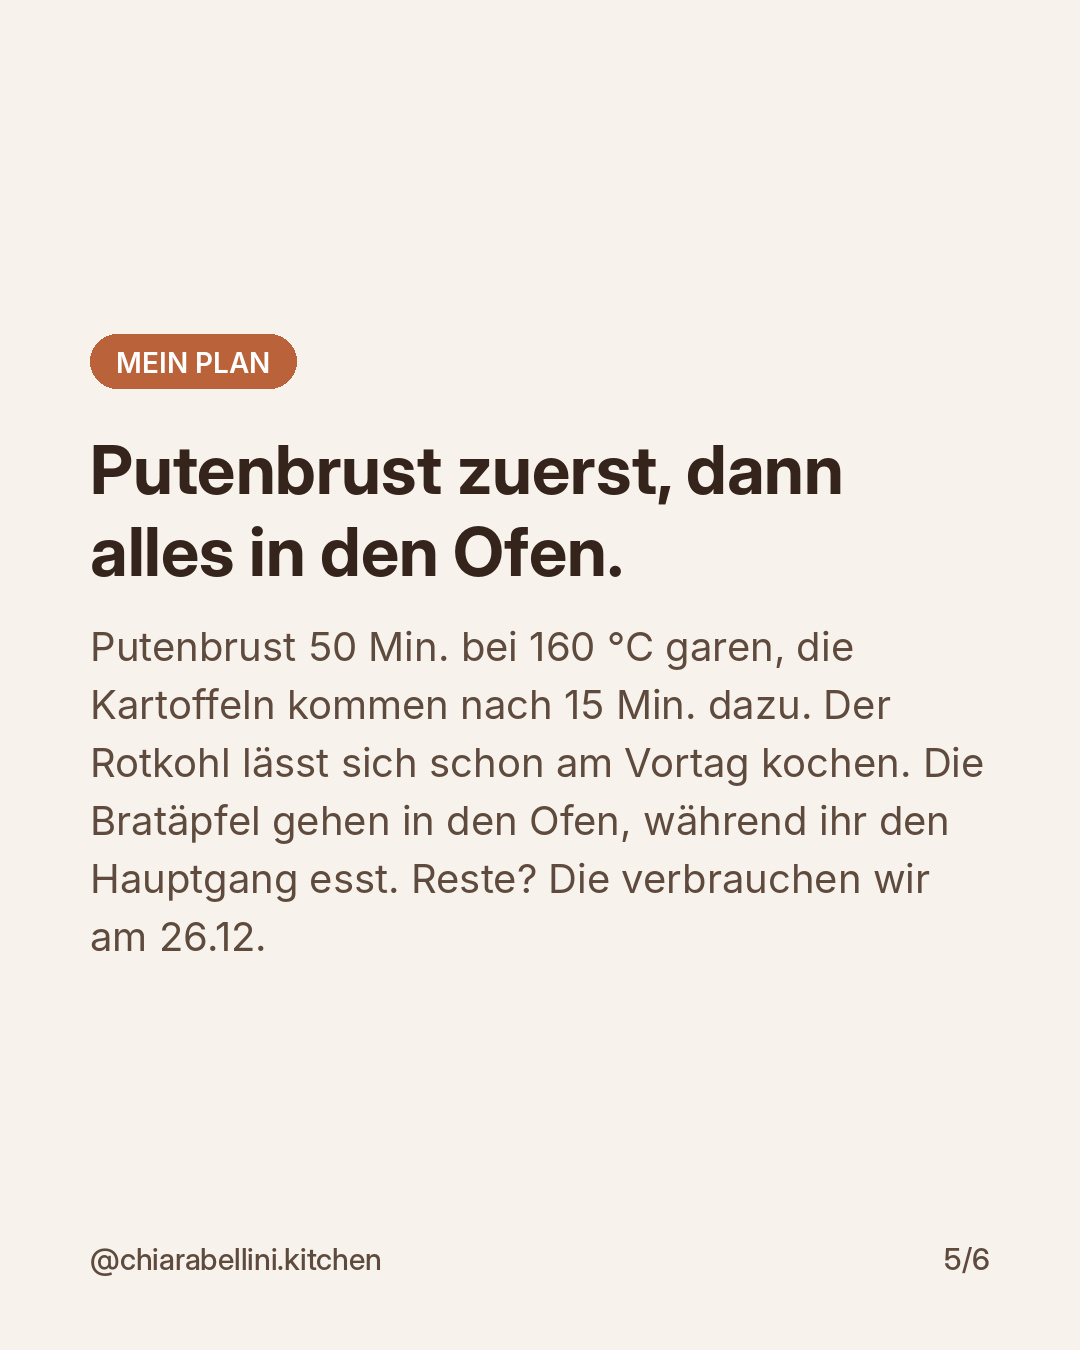 MEIN PLAN
Putenbrust zuerst, dann
alles in den Ofen.
Putenbrust 50 Min. bei 160 °C garen, die
Kartoffeln kommen nach 15 Min. dazu. Der
Rotkohl lässt sich schon am Vortag kochen. Die
Bratäpfel gehen in den Ofen, während ihr den
Hauptgang esst. Reste? Die verbrauchen wir
am 26.12.
@chiarabellini.kitchen
5/6